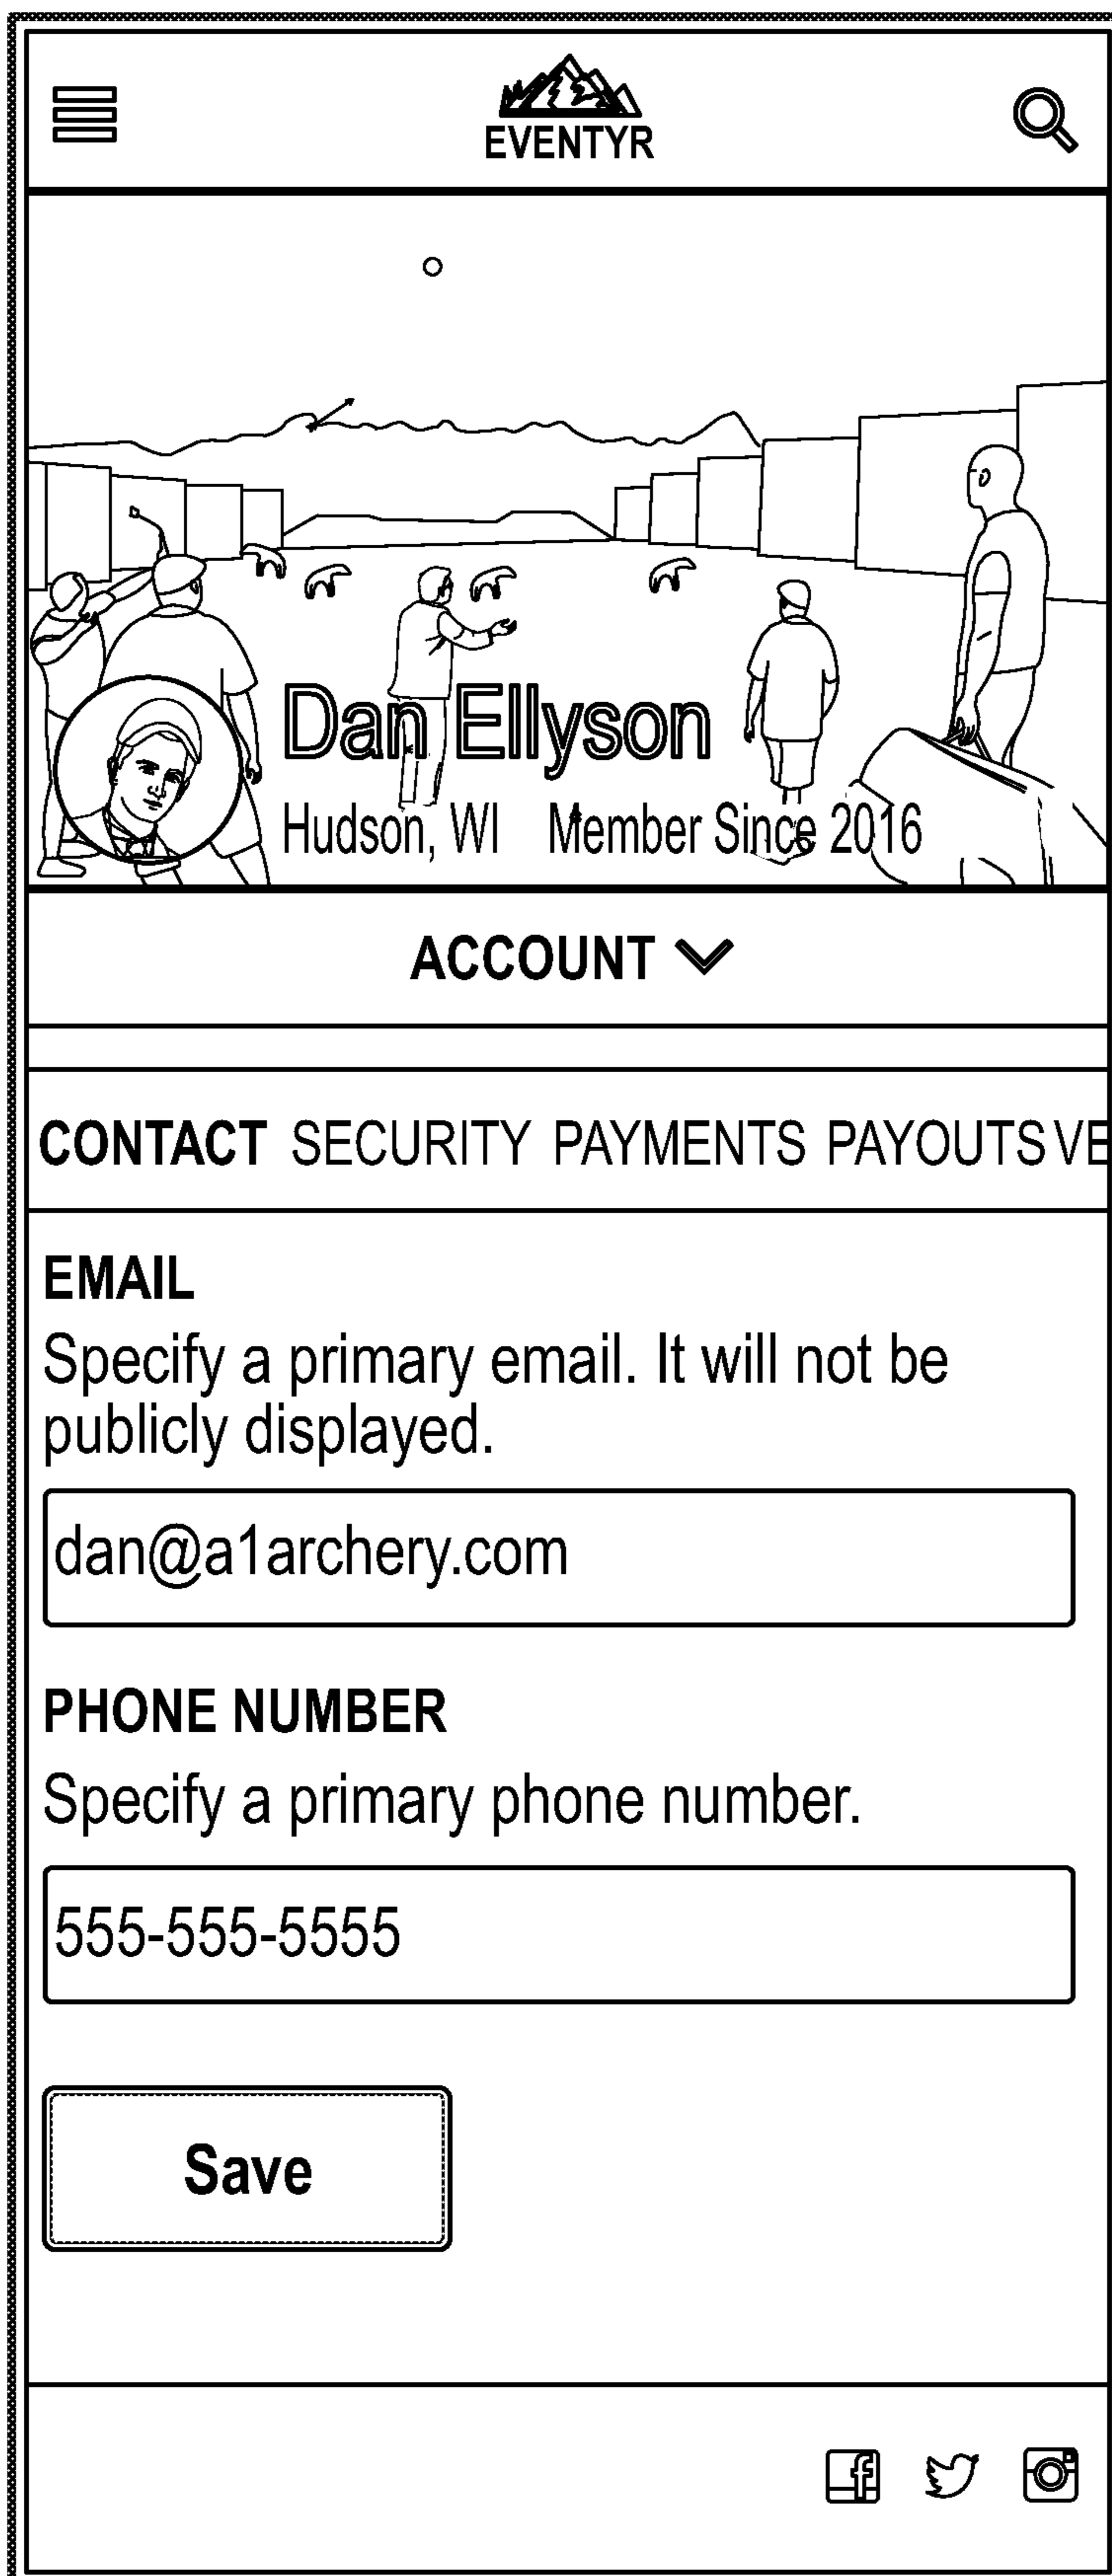 EVENTYR
Dan Ellyson
Hudson, WI Member Since 2016
ACCOUNT
CONTACT SECURITY PAYMENTS PAYOUTS VE
EMAIL
Specify a primary email. It will not be
publicly displayed.
dan@a1archery.com
PHONE NUMBER
Specify a primary phone number.
555-555-5555
Save